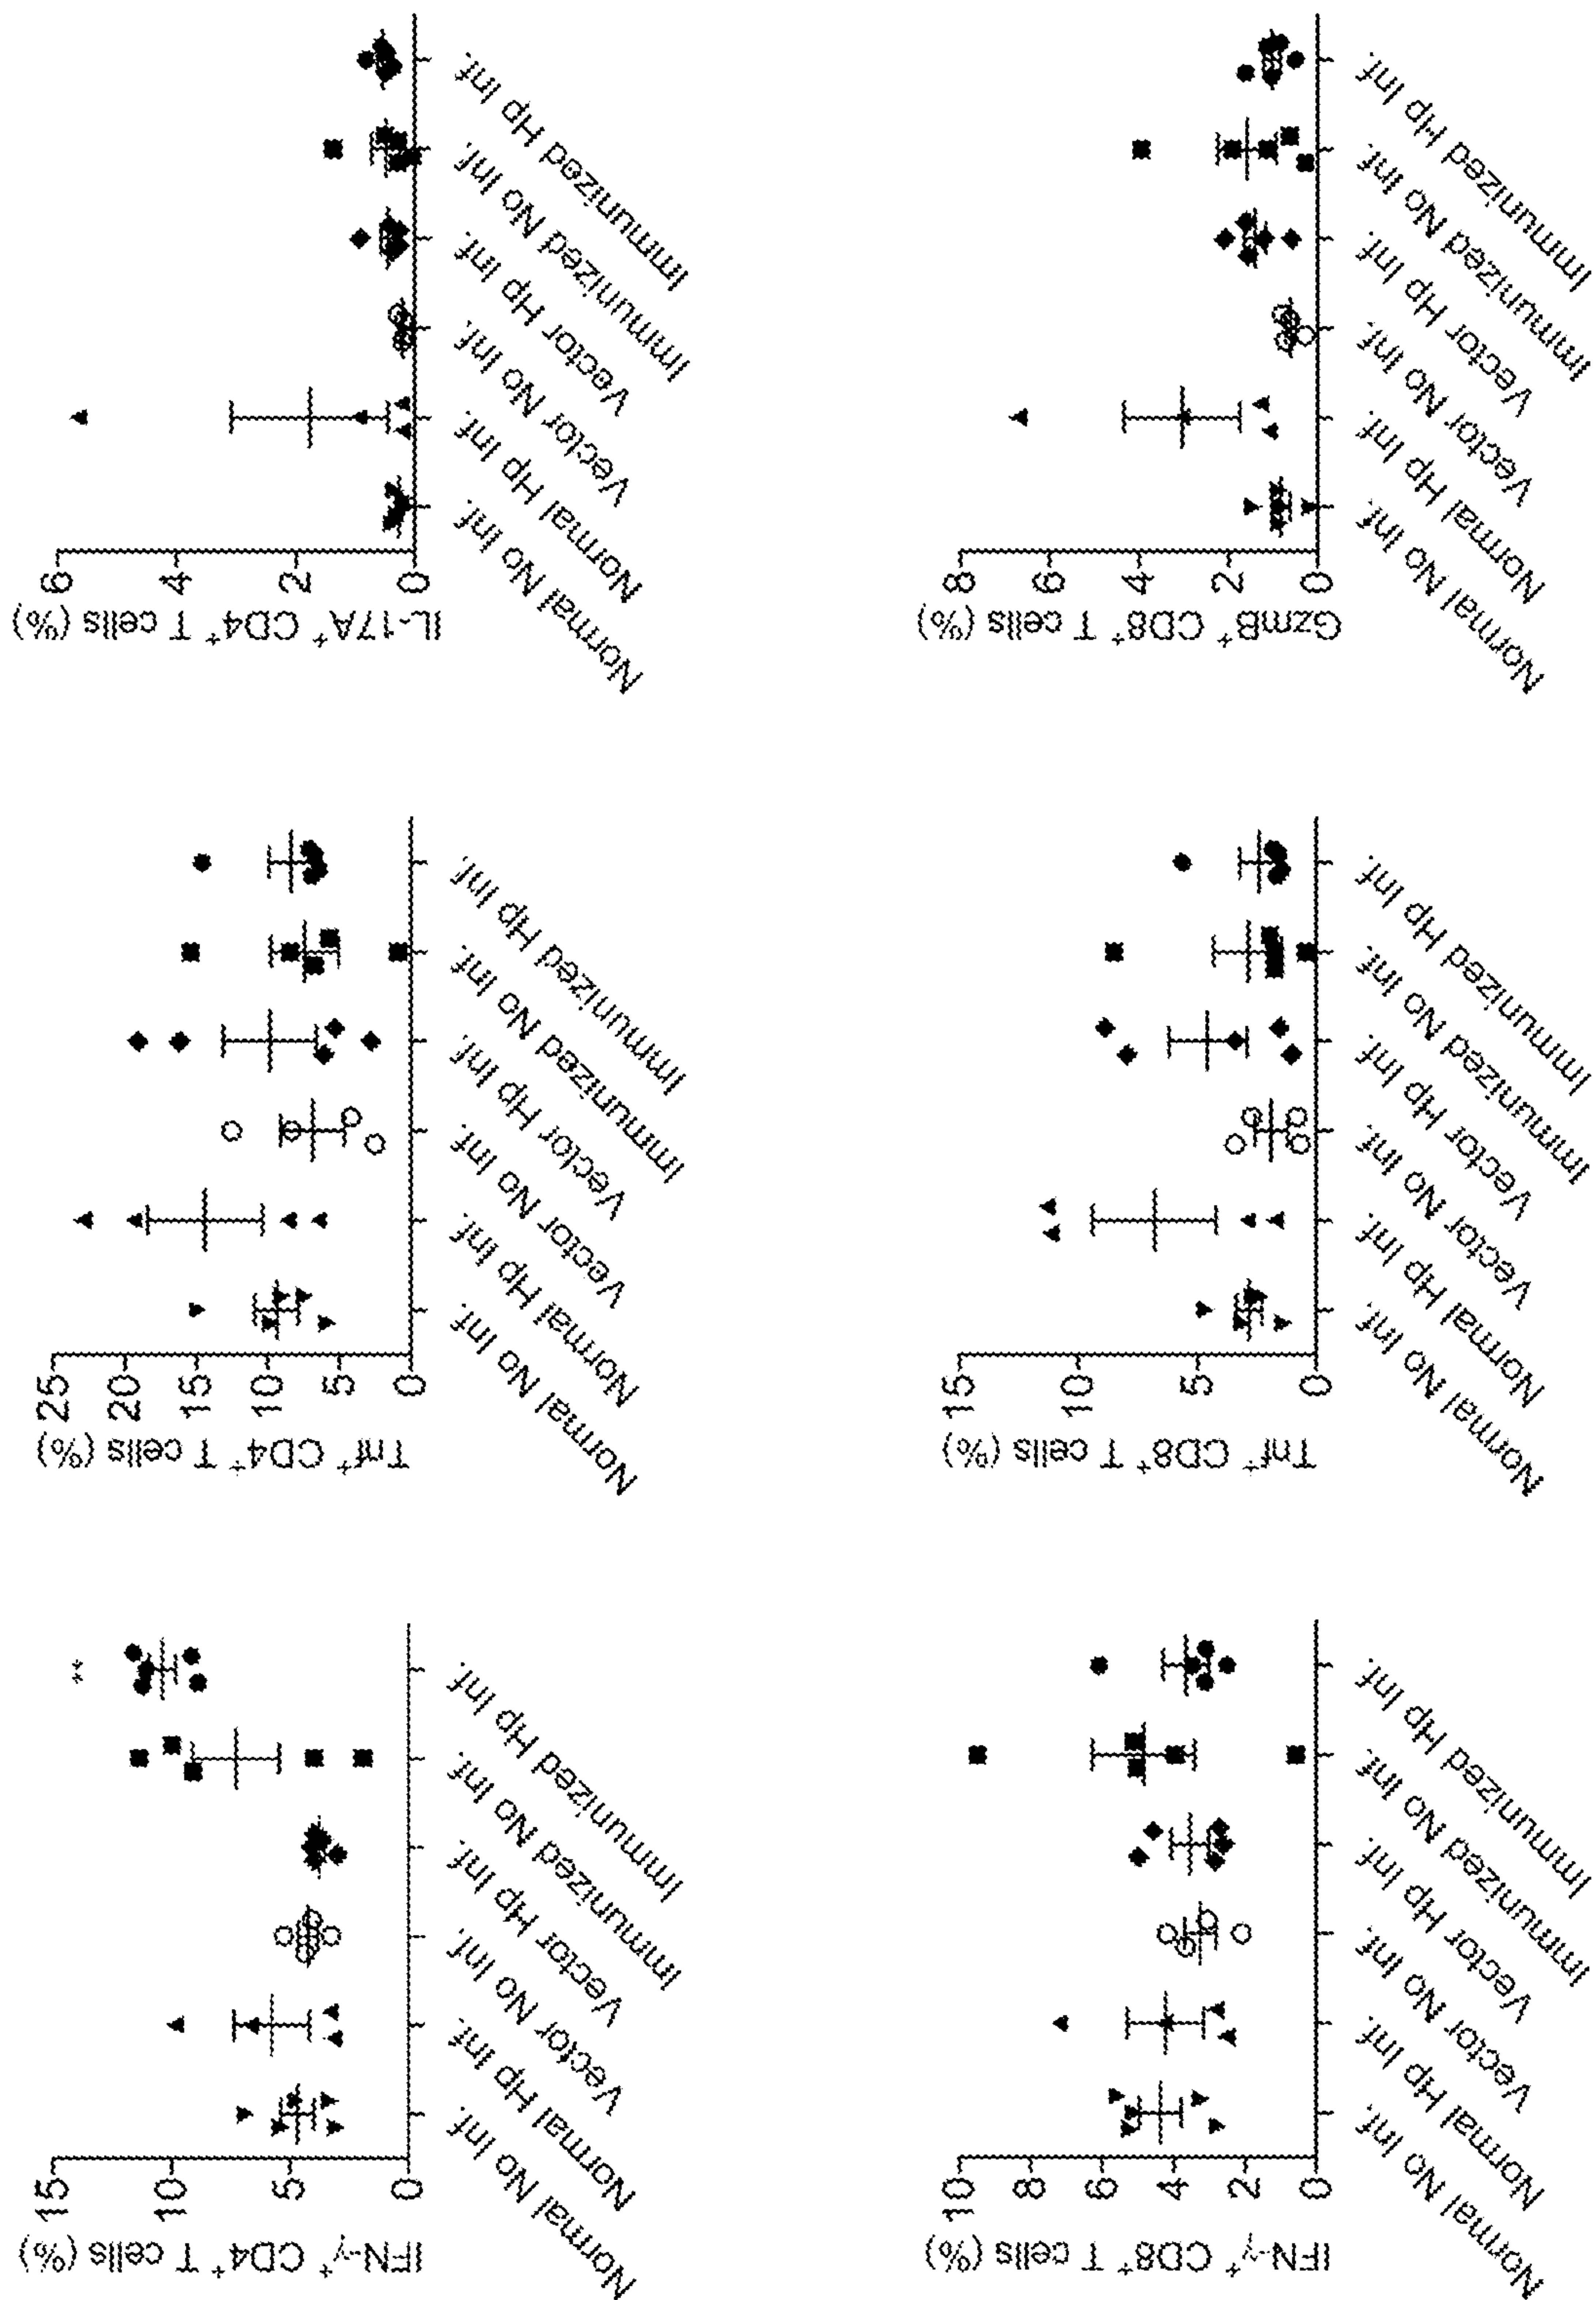 IFN-γ⁺ CD4⁺ T cells (%)
15
10
5
0
**
Normal No Inf.
Normal Hp Inf.
Vector No Inf.
Vector Hp Inf.
Immunized No Inf.
Immunized Hp Inf.
Tnf⁺ CD4⁺ T cells (%)
25
20
15
10
5
0
Normal No Inf.
Normal Hp Inf.
Vector No Inf.
Vector Hp Inf.
Immunized No Inf.
Immunized Hp Inf.
IL-17A⁺ CD4⁺ T cells (%)
6
4
2
0
Normal No Inf.
Normal Hp Inf.
Vector No Inf.
Vector Hp Inf.
Immunized No Inf.
Immunized Hp Inf.
IFN-γ⁺ CD8⁺ T cells (%)
10
8
6
4
2
0
Normal No Inf.
Normal Hp Inf.
Vector No Inf.
Vector Hp Inf.
Immunized No Inf.
Immunized Hp Inf.
Tnf⁺ CD8⁺ T cells (%)
15
10
5
0
Normal No Inf.
Normal Hp Inf.
Vector No Inf.
Vector Hp Inf.
Immunized No Inf.
Immunized Hp Inf.
GzmB⁺ CD8⁺ T cells (%)
8
6
4
2
0
Normal No Inf.
Normal Hp Inf.
Vector No Inf.
Vector Hp Inf.
Immunized No Inf.
Immunized Hp Inf.